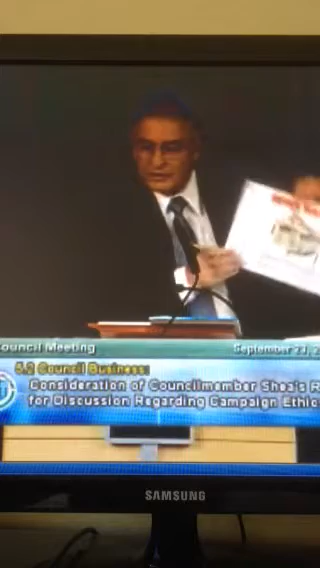 Council Meeting
September 23, 2
5.2 Council Business:
Consideration of Councilmember Shea's R
for Discussion Regarding Campaign Ethic
SAMSUNG